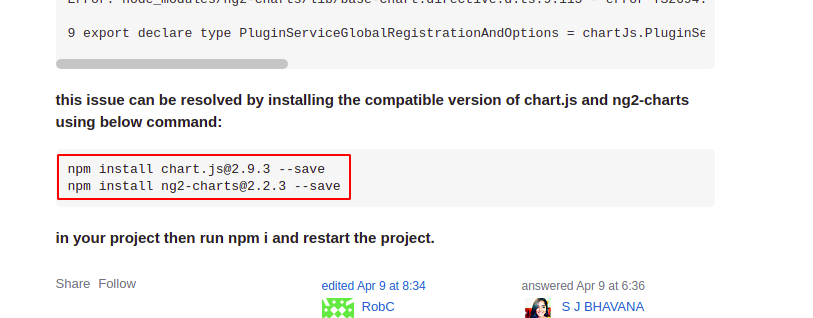 9 export declare type PluginServiceGlobalRegistrationAndOptions = chartJs.PluginSe
this issue can be resolved by installing the compatible version of chart.js and ng2-charts
using below command:
npm install chart.js@2.9.3 --save
npm install ng2-charts@2.2.3 --save
in your project then run npm i and restart the project.
Share Follow
edited Apr 9 at 8:34
answered Apr 9 at 6:36
RobC
S J BHAVANA